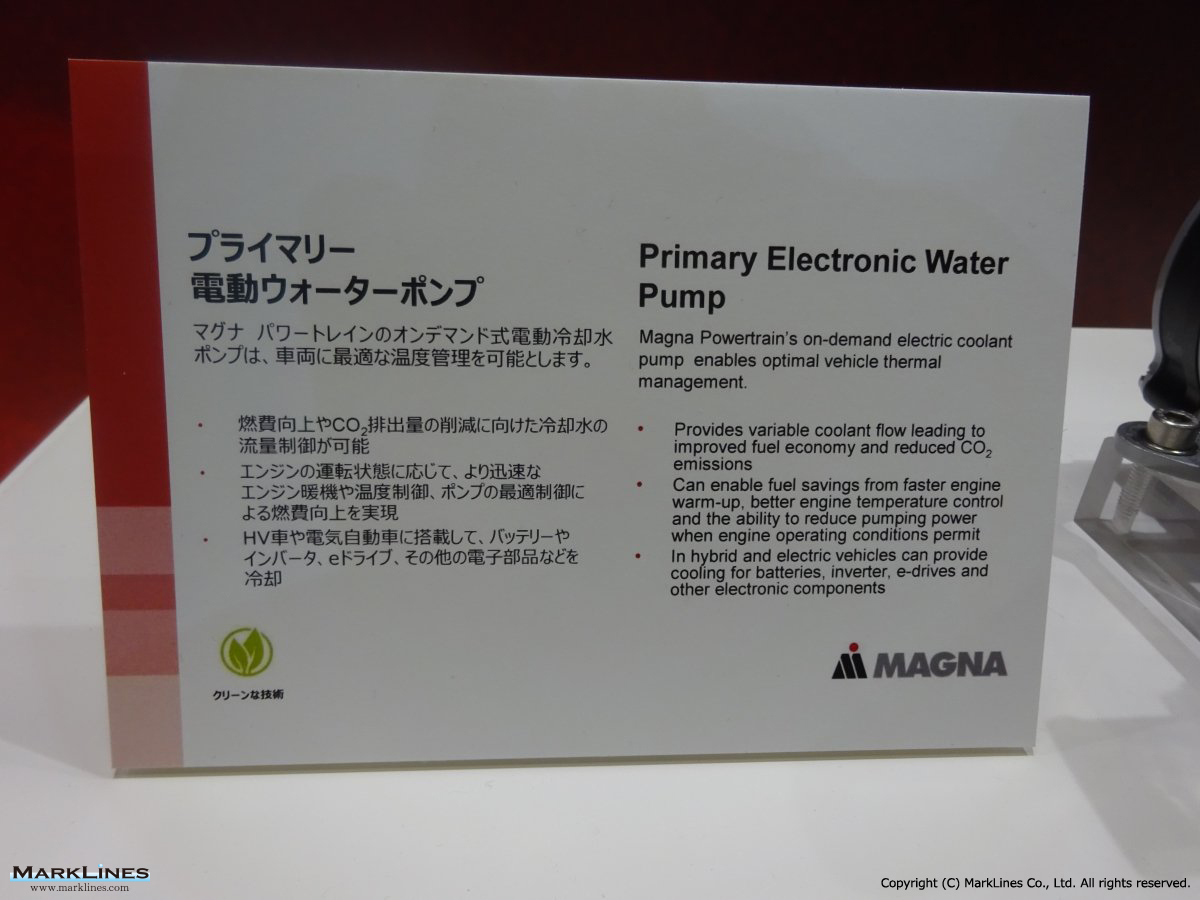 プライマリー
電動ウォーターポンプ
マグナ パワートレインのオンデマンド式電動冷却水
ポンプは、車両に最適な温度管理を可能とします。
・ 燃費向上やCO2排出量の削減に向けた冷却水の
流量制御が可能
・ エンジンの運転状態に応じて、より迅速な
エンジン暖機や温度制御、ポンプの最適制御に
よる燃費向上を実現
・ HV車や電気自動車に搭載して、バッテリーや
インバータ、eドライブ、その他の電子部品などを
冷却
クリーンな技術
Primary Electronic Water
Pump
Magna Powertrain's on-demand electric coolant
pump enables optimal vehicle thermal
management.
• Provides variable coolant flow leading to
improved fuel economy and reduced CO2
emissions
• Can enable fuel savings from faster engine
warm-up, better engine temperature control
and the ability to reduce pumping power
when engine operating conditions permit
• In hybrid and electric vehicles can provide
cooling for batteries, inverter, e-drives and
other electronic components
MAGNA
MARKLINES
www.marklines.com
Copyright (C) MarkLines Co., Ltd. All rights reserved.